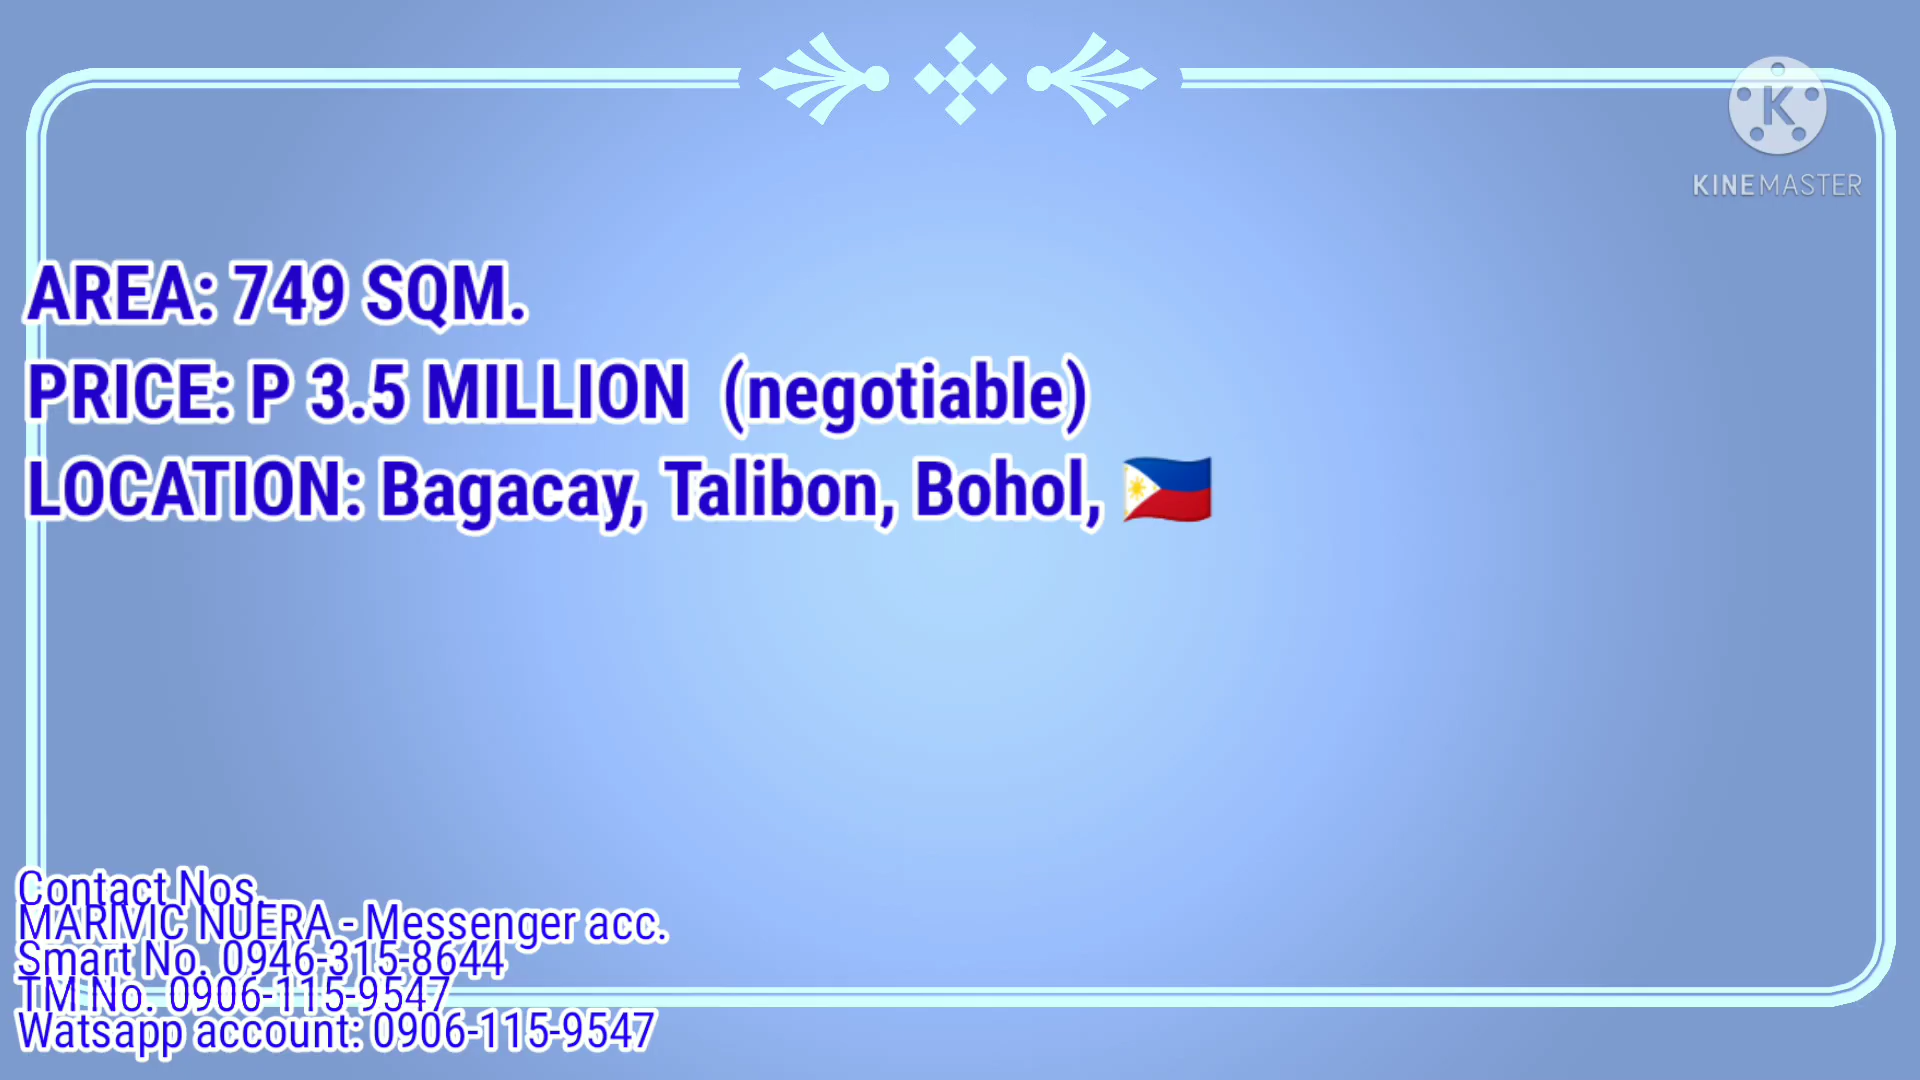 KINEMASTER
AREA: 749 SQM.
PRICE: P 3.5 MILLION (negotiable)
LOCATION: Bagacay, Talibon, Bohol, 🇵🇭
Contact Nos.
MARIVIC NUERA - Messenger acc.
Smart No. 0946-315-8644
TM No. 0906-115-9547
Watsapp account: 0906-115-9547